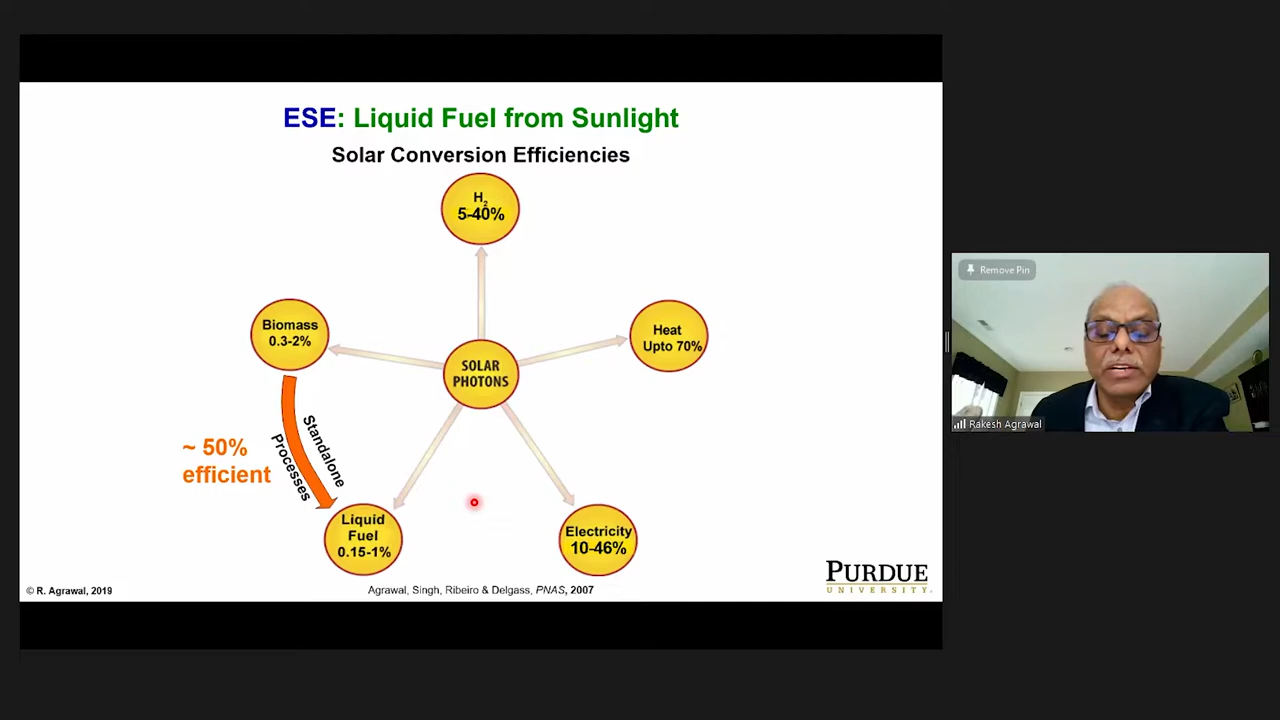 ESE: Liquid Fuel from Sunlight
Solar Conversion Efficiencies
H2
5-40%
Biomass
0.3-2%
Heat
Upto 70%
SOLAR
PHOTONS
~ 50%
efficient
Standalone
Processes
Liquid
Fuel
0.15-1%
Electricity
10-46%
© R. Agrawal, 2019
Agrawal, Singh, Ribeiro & Delgass, PNAS, 2007
PURDUE
UNIVERSITY.
Remove Pin
Rakesh Agrawal